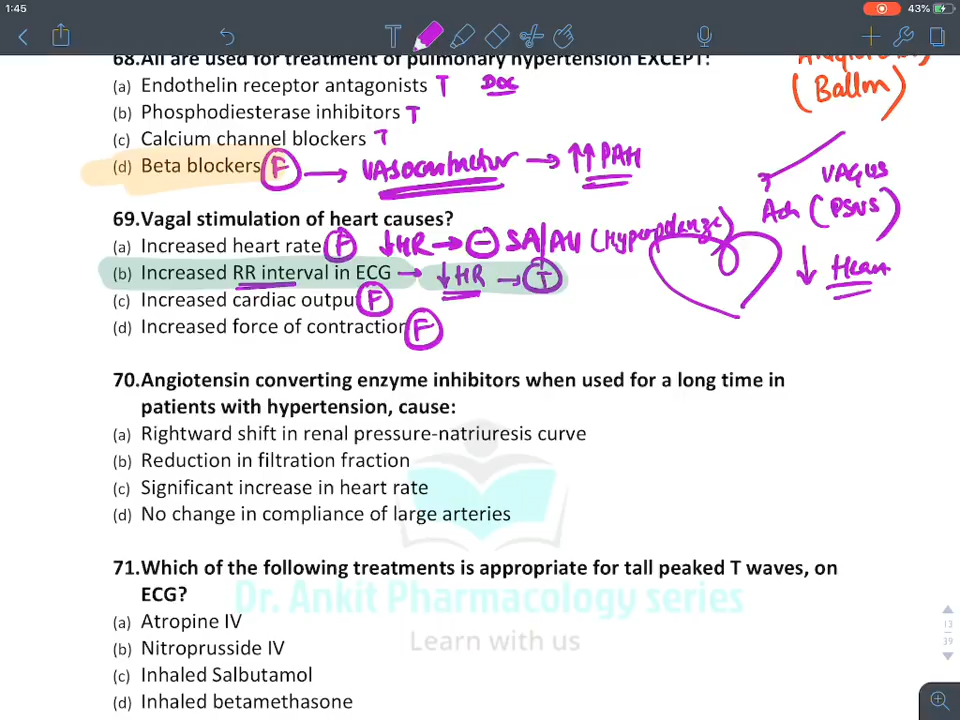 1:45
43%
T
68.All are used for treatment of pulmonary hypertension EXCEPT:
(a) Endothelin receptor antagonists T DOC
(b) Phosphodiesterase inhibitors T
(c) Calcium channel blockers T
(d) Beta blockers F → VASoconstrictor → ↑↑ PAH
(Ballon)
VAGUS
Ach (PSNS)
↓ Heart
69.Vagal stimulation of heart causes?
(a) Increased heart rate F ↓HR → − SA/AV
(b) Increased RR interval in ECG → ↓HR → T
(c) Increased cardiac outpu F
(d) Increased force of contraction F
70.Angiotensin converting enzyme inhibitors when used for a long time in
patients with hypertension, cause:
(a) Rightward shift in renal pressure-natriuresis curve
(b) Reduction in filtration fraction
(c) Significant increase in heart rate
(d) No change in compliance of large arteries
71.Which of the following treatments is appropriate for tall peaked T waves, on
ECG?
(a) Atropine IV
(b) Nitroprusside IV
(c) Inhaled Salbutamol
(d) Inhaled betamethasone
Dr. Ankit Pharmacology series
Learn with us
13
39